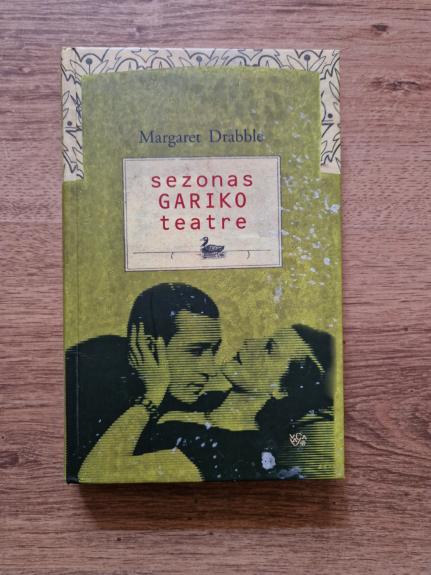 Margaret Drabble
sezonas
GARIKO
teatre